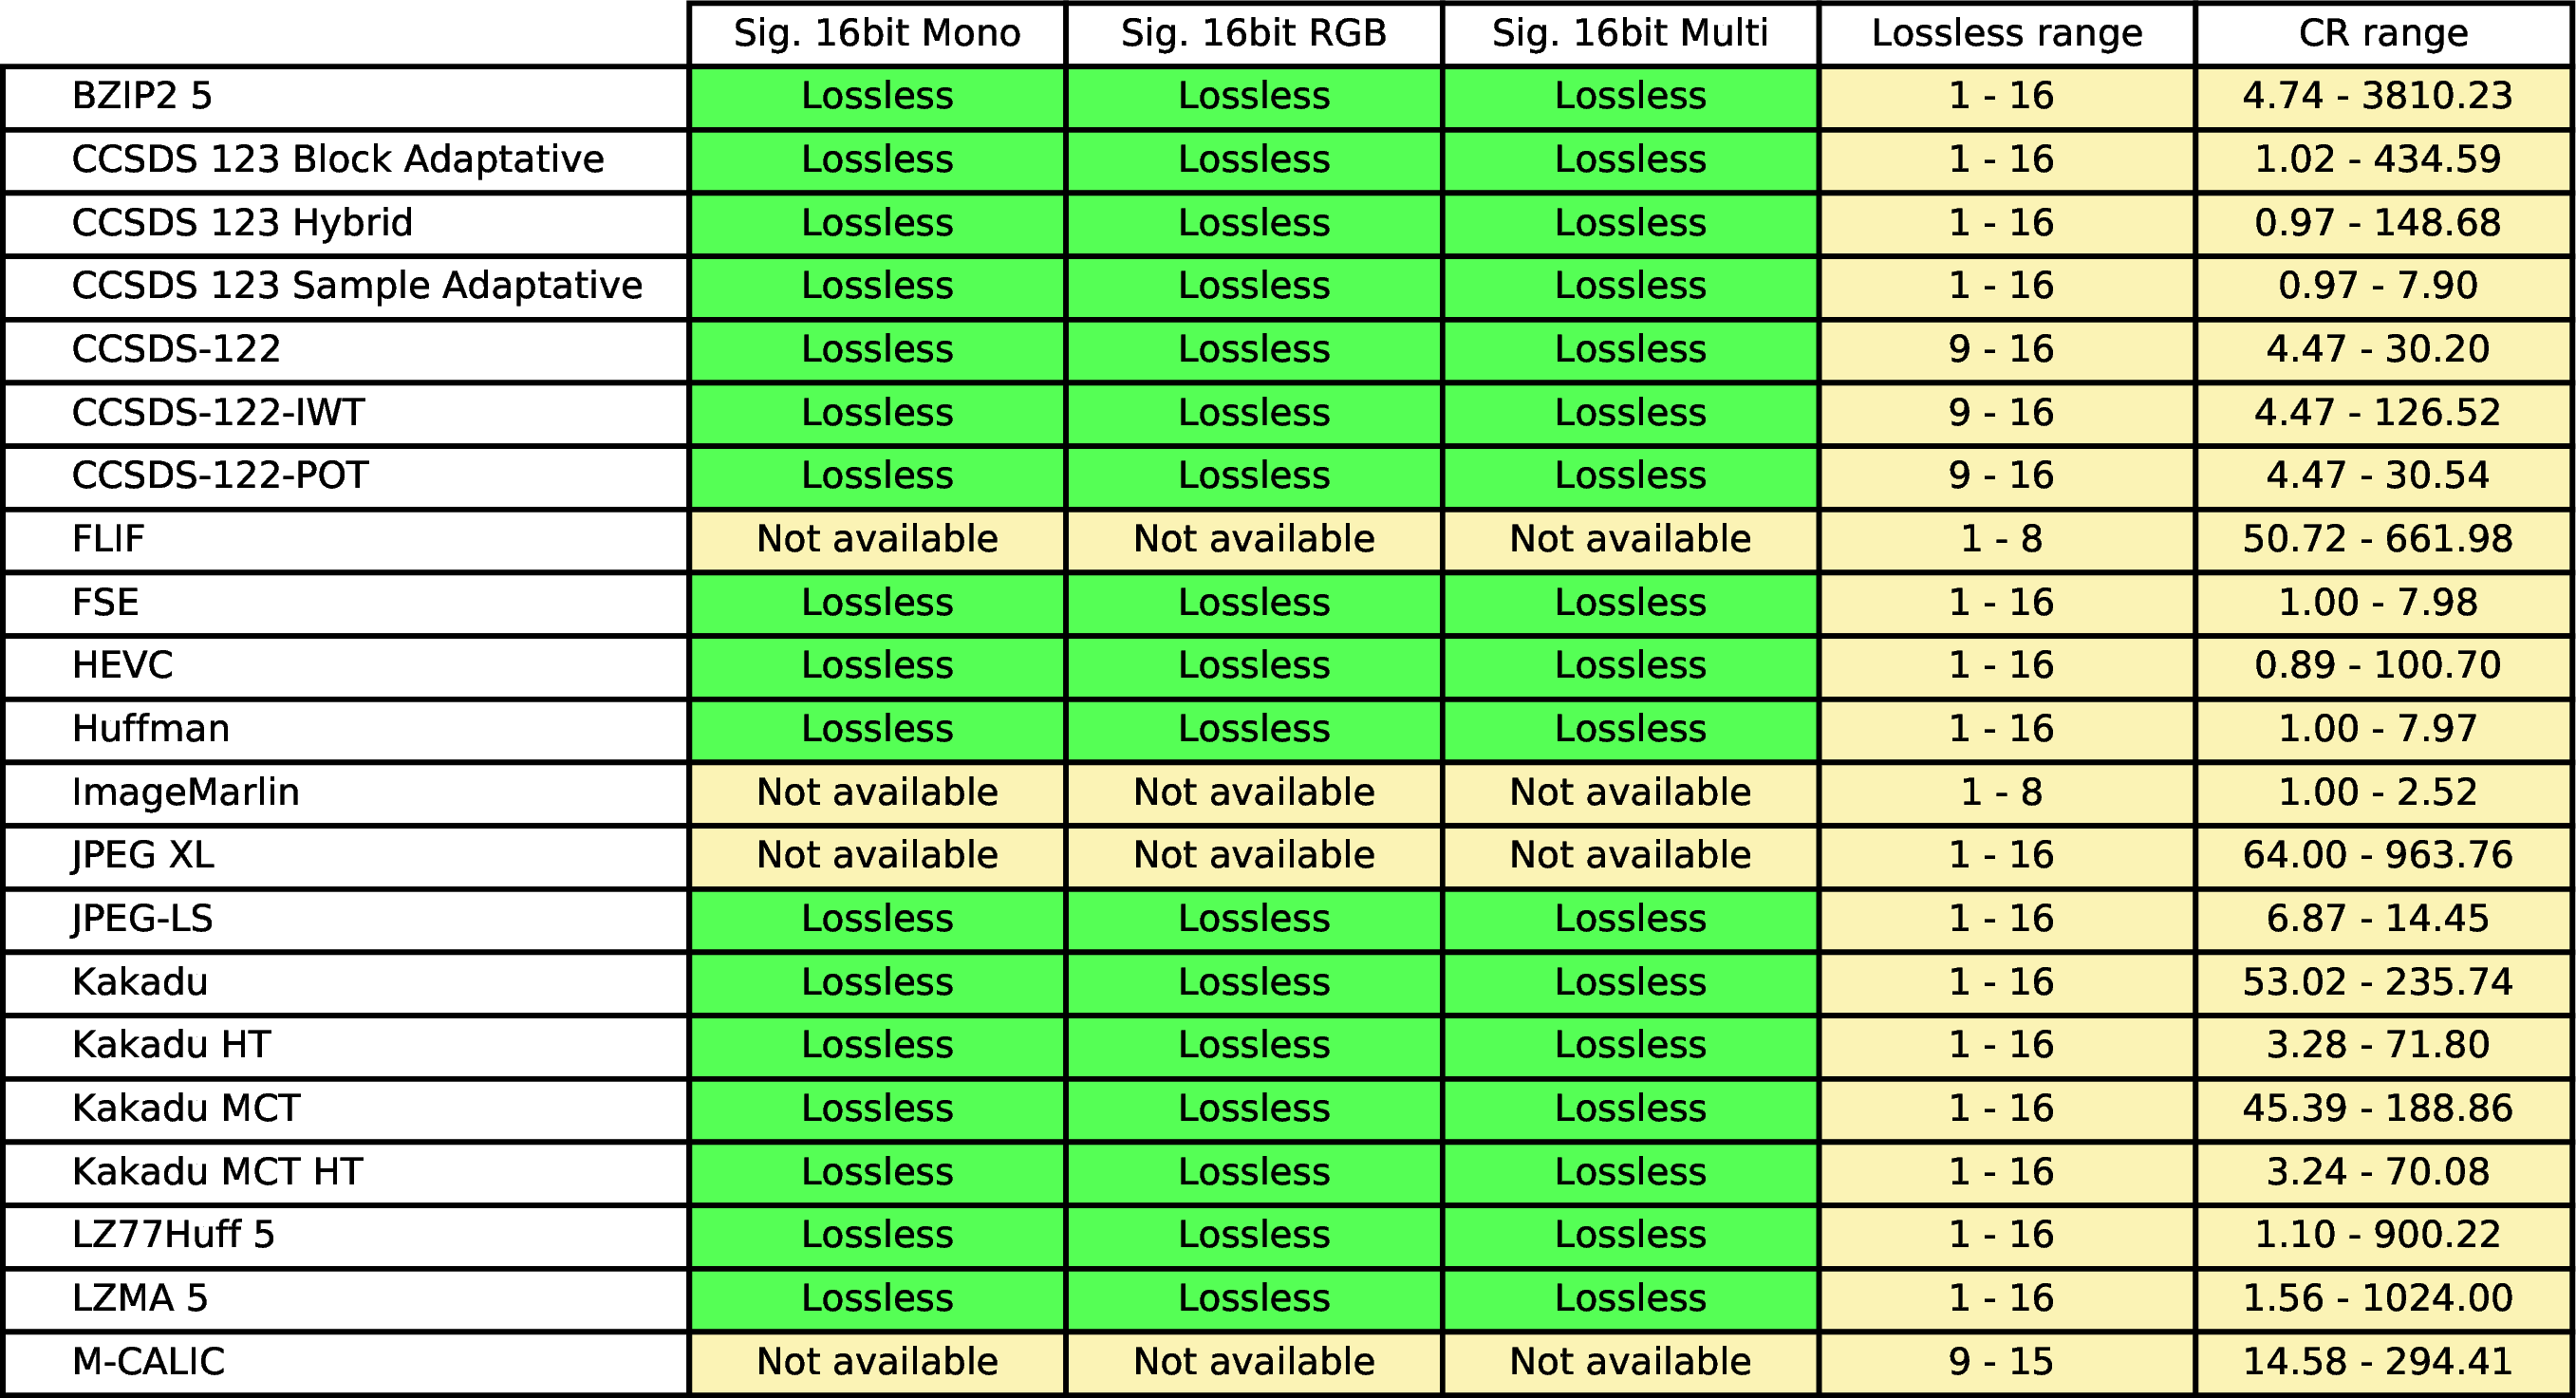 Sig. 16bit Mono Sig. 16bit RGB Sig. 16bit Multi Lossless range CR range
BZIP2 5 Lossless Lossless Lossless 1 - 16 4.74 - 3810.23
CCSDS 123 Block Adaptative Lossless Lossless Lossless 1 - 16 1.02 - 434.59
CCSDS 123 Hybrid Lossless Lossless Lossless 1 - 16 0.97 - 148.68
CCSDS 123 Sample Adaptative Lossless Lossless Lossless 1 - 16 0.97 - 7.90
CCSDS-122 Lossless Lossless Lossless 9 - 16 4.47 - 30.20
CCSDS-122-IWT Lossless Lossless Lossless 9 - 16 4.47 - 126.52
CCSDS-122-POT Lossless Lossless Lossless 9 - 16 4.47 - 30.54
FLIF Not available Not available Not available 1 - 8 50.72 - 661.98
FSE Lossless Lossless Lossless 1 - 16 1.00 - 7.98
HEVC Lossless Lossless Lossless 1 - 16 0.89 - 100.70
Huffman Lossless Lossless Lossless 1 - 16 1.00 - 7.97
ImageMarlin Not available Not available Not available 1 - 8 1.00 - 2.52
JPEG XL Not available Not available Not available 1 - 16 64.00 - 963.76
JPEG-LS Lossless Lossless Lossless 1 - 16 6.87 - 14.45
Kakadu Lossless Lossless Lossless 1 - 16 53.02 - 235.74
Kakadu HT Lossless Lossless Lossless 1 - 16 3.28 - 71.80
Kakadu MCT Lossless Lossless Lossless 1 - 16 45.39 - 188.86
Kakadu MCT HT Lossless Lossless Lossless 1 - 16 3.24 - 70.08
LZ77Huff 5 Lossless Lossless Lossless 1 - 16 1.10 - 900.22
LZMA 5 Lossless Lossless Lossless 1 - 16 1.56 - 1024.00
M-CALIC Not available Not available Not available 9 - 15 14.58 - 294.41